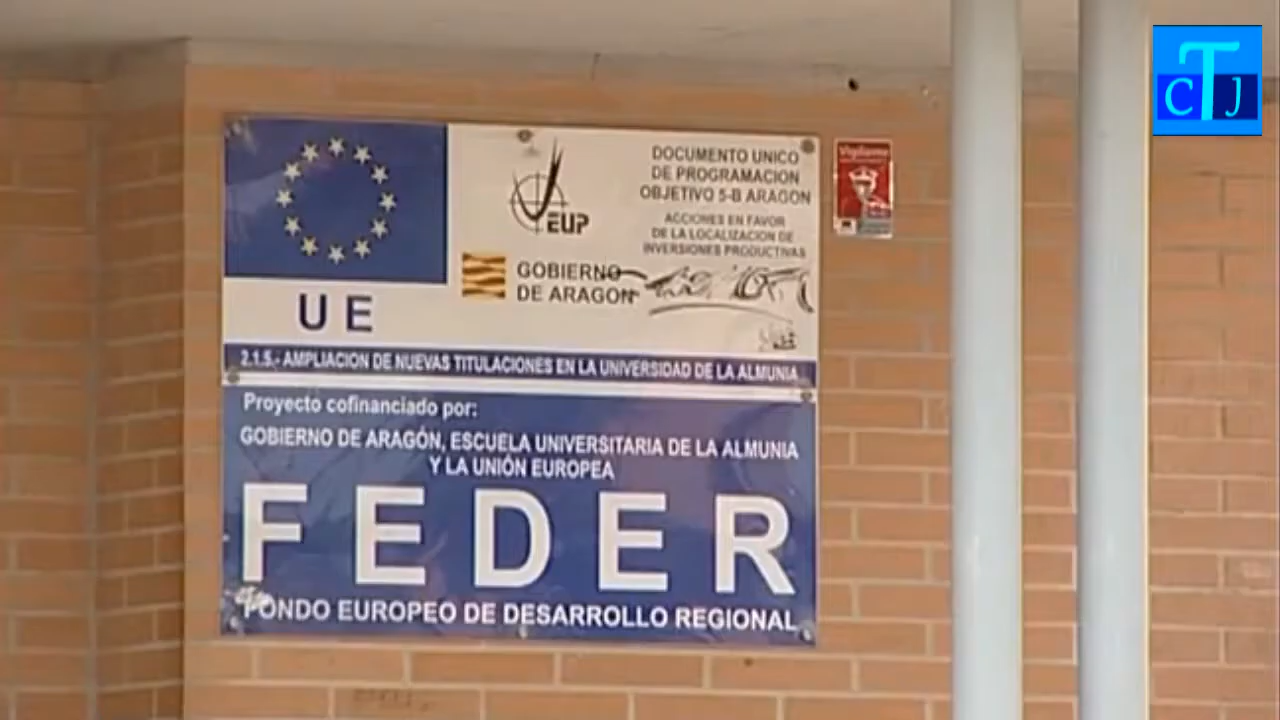 UE
EUP
GOBIERNO
DE ARAGON
DOCUMENTO UNICO
DE PROGRAMACION
OBJETIVO 5-B ARAGON
ACCIONES EN FAVOR
DE LA LOCALIZACION DE
INVERSIONES PRODUCTIVAS
2.1.5.- AMPLIACION DE NUEVAS TITULACIONES EN LA UNIVERSIDAD DE LA ALMUNIA
Proyecto cofinanciado por:
GOBIERNO DE ARAGÓN, ESCUELA UNIVERSITARIA DE LA ALMUNIA
Y LA UNIÓN EUROPEA
FEDER
FONDO EUROPEO DE DESARROLLO REGIONAL
CTJ